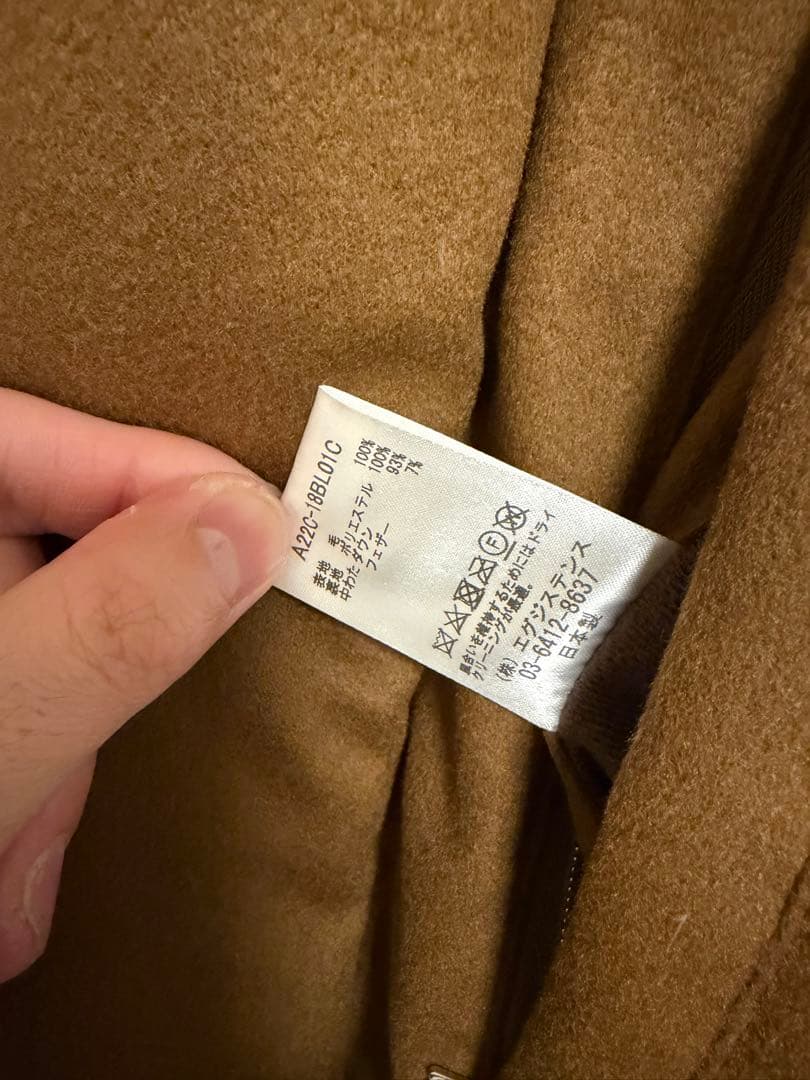 A22C-18BL01C
表地 毛 100%
裏地 ポリエステル 100%
中わた ダウン 93%
フェザー 7%
P
風合いを維持するためにはドライ
クリーニングが最適。
(株) エグジステンス
03-6412-8637
日本製